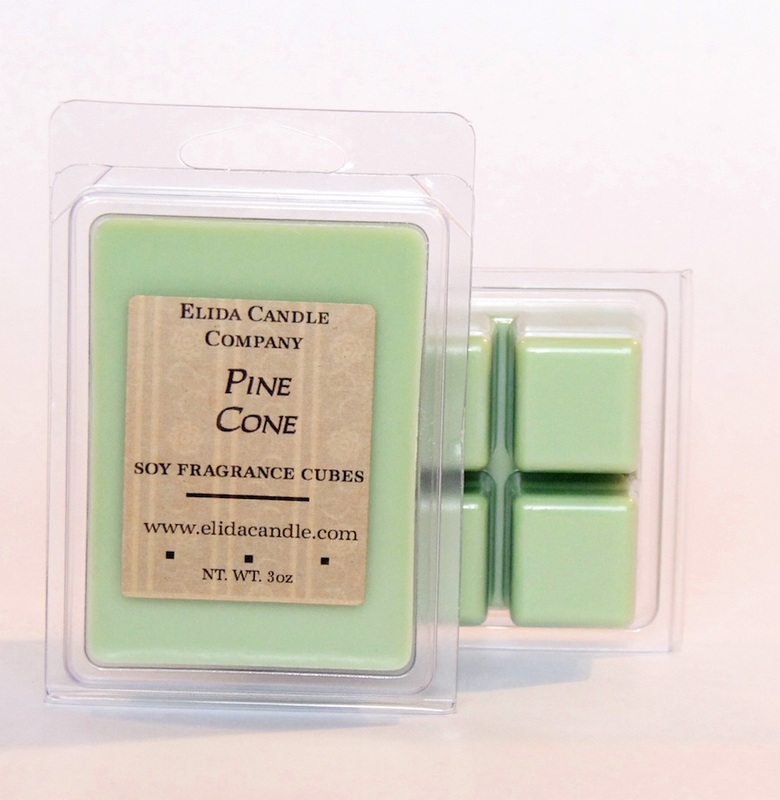 Elida Candle
Company
Pine
Cone
SOY FRAGRANCE CUBES
www.elidacandle.com
NT. WT. 3oz